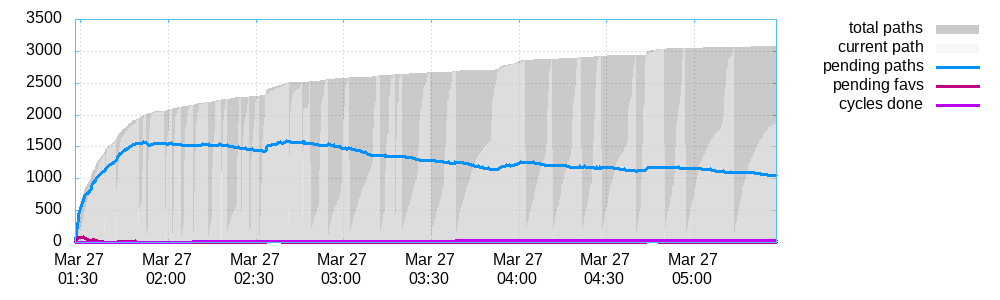 3500
3000
2500
2000
1500
1000
500
0
Mar 27 Mar 27 Mar 27 Mar 27 Mar 27 Mar 27 Mar 27 Mar 27
01:30 02:00 02:30 03:00 03:30 04:00 04:30 05:00
total paths
current path
pending paths
pending favs
cycles done